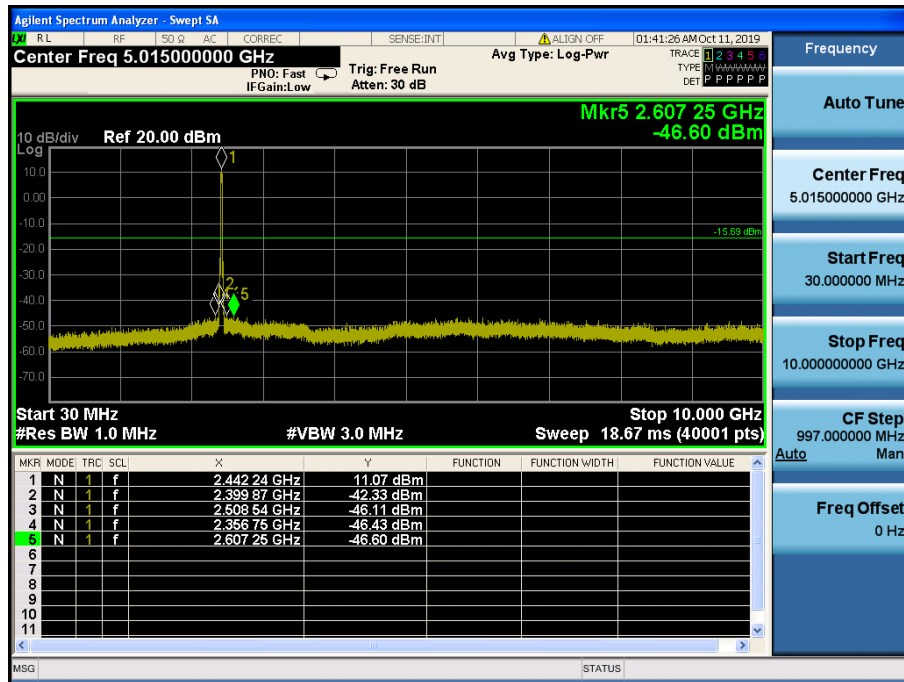 Agilent Spectrum Analyzer - Swept SA
LXI RL RF 50 Ω AC CORREC SENSE:INT ALIGN OFF 01:41:26 AM Oct 11, 2019
Center Freq 5.015000000 GHz
PNO: Fast
IFGain:Low
Trig: Free Run
Atten: 30 dB
Avg Type: Log-Pwr
TRACE 1 2 3 4 5 6
TYPE M WWWWW
DET P P P P P P
Mkr5 2.607 25 GHz
-46.60 dBm
10 dB/div Ref 20.00 dBm
Log
10.0
0.00
-10.0
-20.0
-30.0
-40.0
-50.0
-60.0
-70.0
1
-15.69 dBm
2
5
Start 30 MHz Stop 10.000 GHz
#Res BW 1.0 MHz #VBW 3.0 MHz Sweep 18.67 ms (40001 pts)
MKR MODE TRC SCL X Y FUNCTION FUNCTION WIDTH FUNCTION VALUE
1 N 1 f 2.442 24 GHz 11.07 dBm
2 N 1 f 2.399 87 GHz -42.33 dBm
3 N 1 f 2.508 54 GHz -46.11 dBm
4 N 1 f 2.356 75 GHz -46.43 dBm
5 N 1 f 2.607 25 GHz -46.60 dBm
6
7
8
9
10
11
MSG STATUS
Frequency
Auto Tune
Center Freq
5.015000000 GHz
Start Freq
30.000000 MHz
Stop Freq
10.000000000 GHz
CF Step
997.000000 MHz
Auto Man
Freq Offset
0 Hz